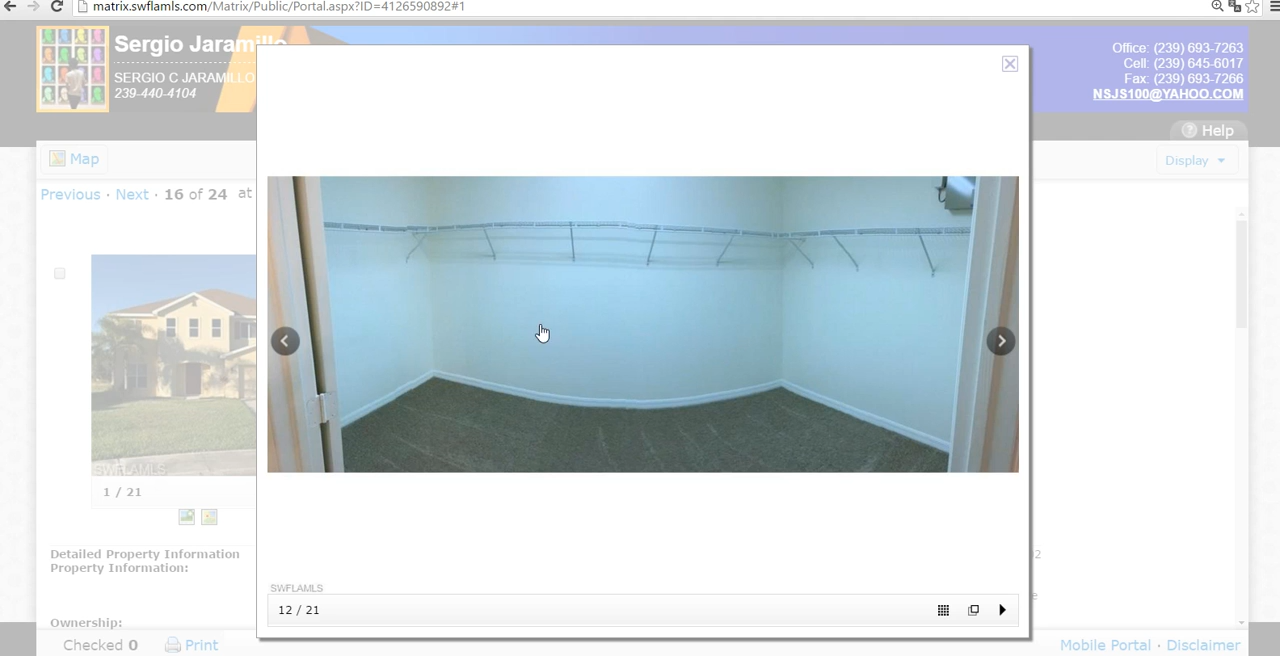 matrix.swflamls.com/Matrix/Public/Portal.aspx?ID=4126590892#1
Sergio Jaramillo
SERGIO C JARAMILLO
239-440-4104
Office: (239) 693-7263
Cell: (239) 645-6017
Fax: (239) 693-7266
NSJS100@YAHOO.COM
? Help
Map
Display
Previous · Next · 16 of 24 at
SWFLAMLS
1 / 21
Detailed Property Information
Property Information:
Ownership:
SWFLAMLS
12 / 21
Checked 0
Print
Mobile Portal · Disclaimer